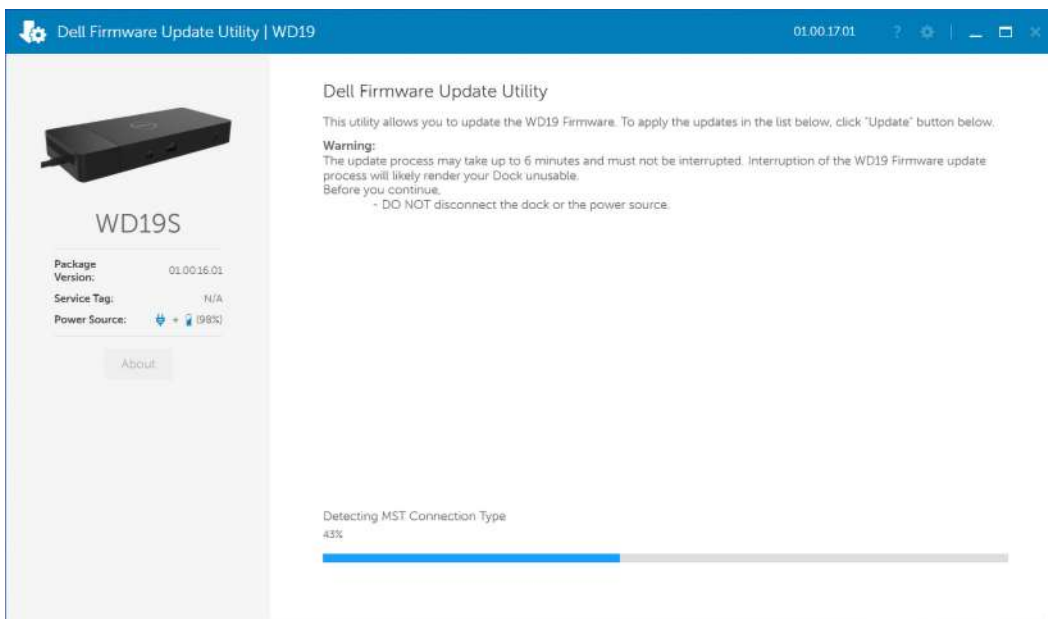 Dell Firmware Update Utility | WD19
01.00.17.01
?
Dell Firmware Update Utility
This utility allows you to update the WD19 Firmware. To apply the updates in the list below, click "Update" button below.
Warning:
The update process may take up to 6 minutes and must not be interrupted. Interruption of the WD19 Firmware update
process will likely render your Dock unusable.
Before you continue,
- DO NOT disconnect the dock or the power source.
WD19S
Package
Version:
01.00.16.01
Service Tag: N/A
Power Source: + (98%)
About
Detecting MST Connection Type
43%